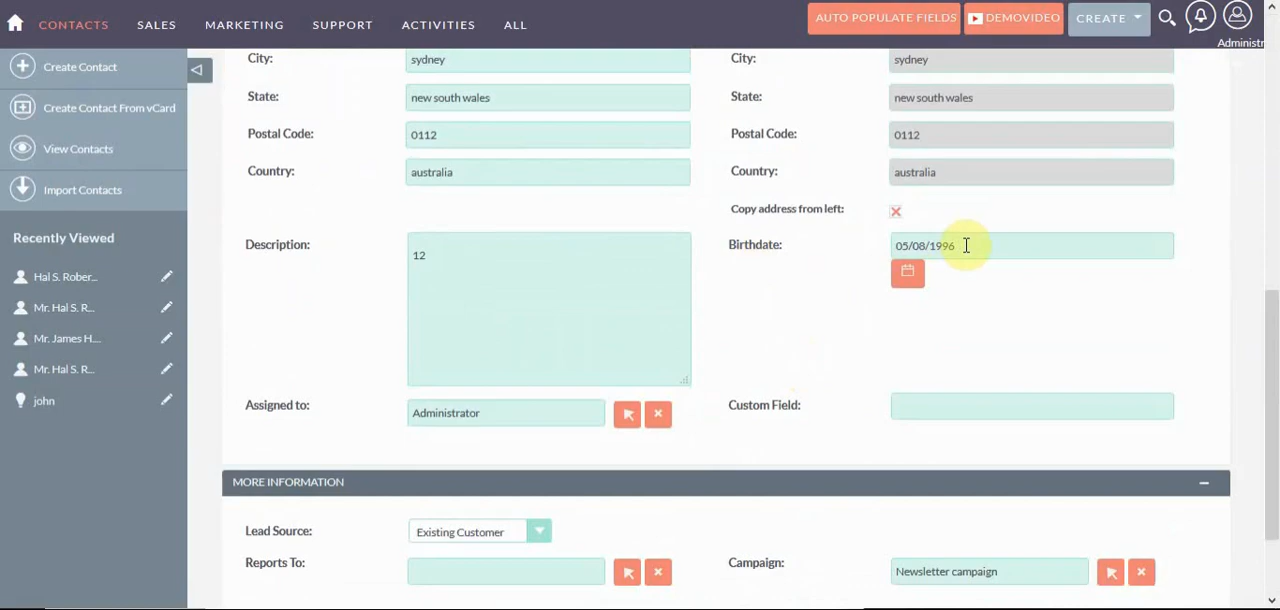 CONTACTS SALES MARKETING SUPPORT ACTIVITIES ALL AUTO POPULATE FIELDS DEMOVIDEO CREATE
Administr
Create Contact
Create Contact From vCard
View Contacts
Import Contacts
Recently Viewed
Hal S. Rober...
Mr. Hal S. R...
Mr. James H....
Mr. Hal S. R...
john
City: sydney City: sydney
State: new south wales State: new south wales
Postal Code: 0112 Postal Code: 0112
Country: australia Country: australia
Copy address from left:
Description: 12 Birthdate: 05/08/1996
Assigned to: Administrator Custom Field:
MORE INFORMATION
Lead Source: Existing Customer
Reports To: Campaign: Newsletter campaign